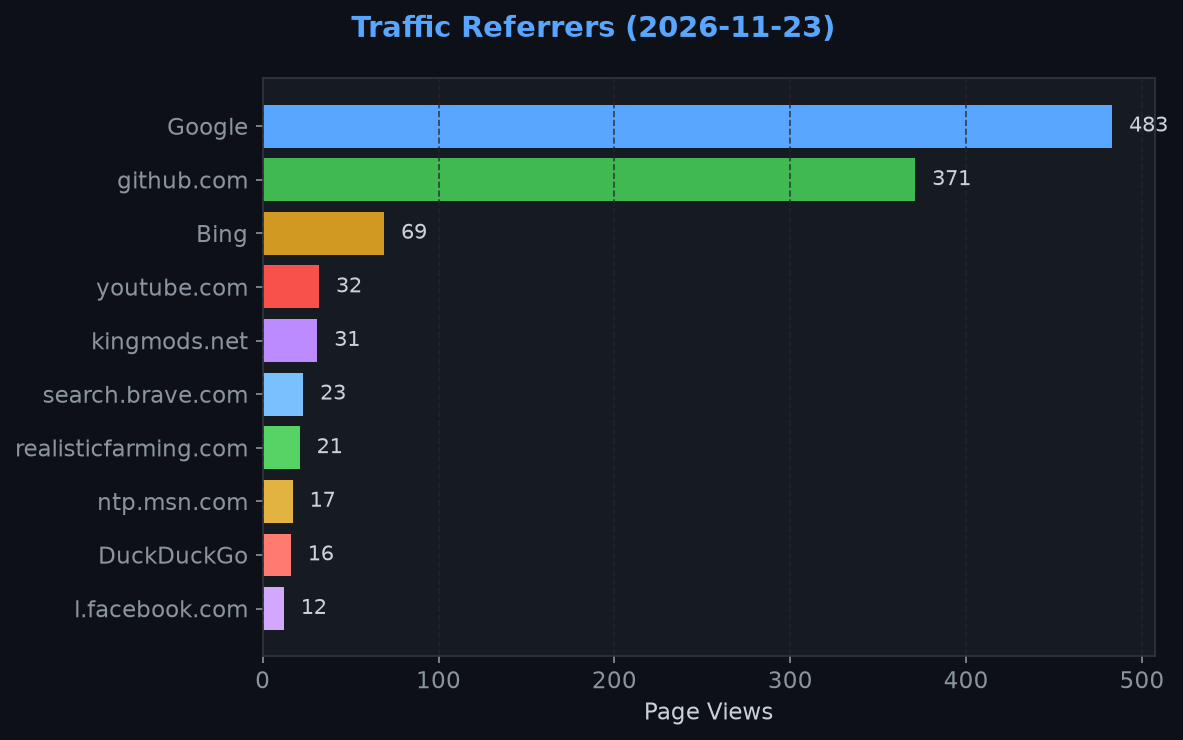 Traffic Referrers (2026-11-23)
Google 483
github.com 371
Bing 69
youtube.com 32
kingmods.net 31
search.brave.com 23
realisticfarming.com 21
ntp.msn.com 17
DuckDuckGo 16
l.facebook.com 12
0 100 200 300 400 500
Page Views